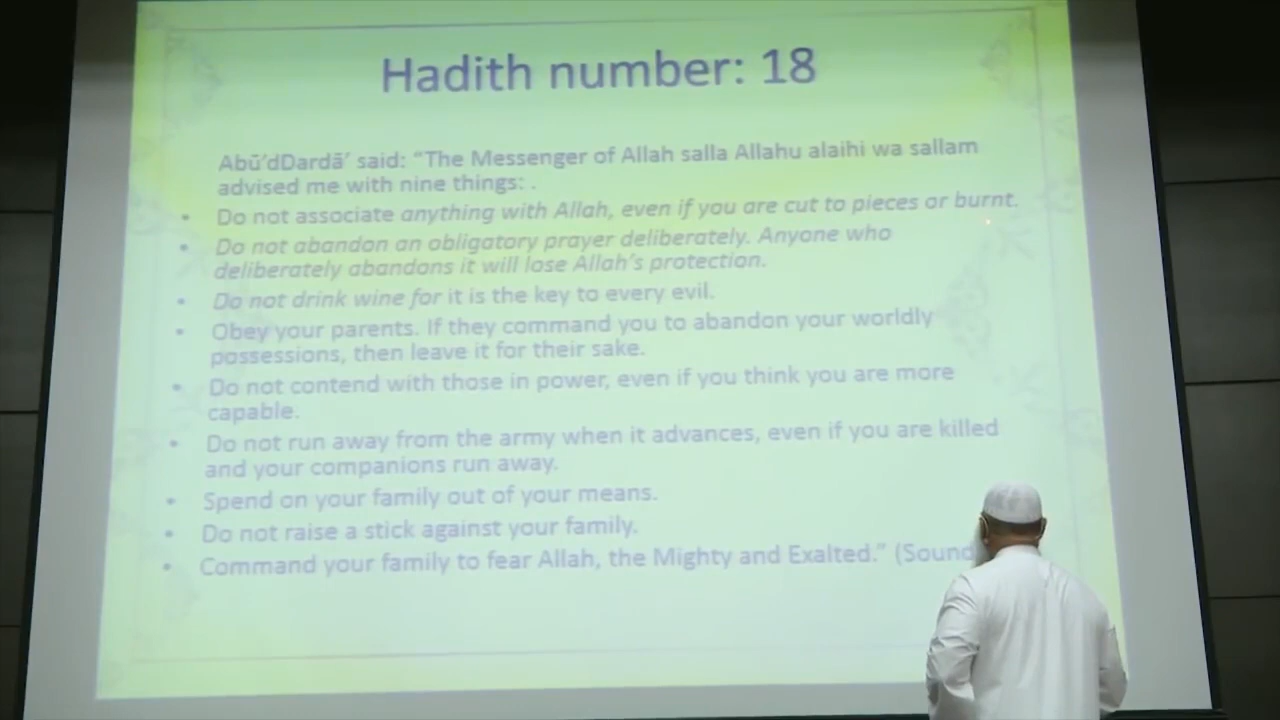 Hadith number: 18
Abū'dDardā' said: "The Messenger of Allah salla Allahu alaihi wa sallam
advised me with nine things: .
• Do not associate anything with Allah, even if you are cut to pieces or burnt.
• Do not abandon an obligatory prayer deliberately. Anyone who
deliberately abandons it will lose Allah's protection.
• Do not drink wine for it is the key to every evil.
• Obey your parents. If they command you to abandon your worldly
possessions, then leave it for their sake.
• Do not contend with those in power, even if you think you are more
capable.
• Do not run away from the army when it advances, even if you are killed
and your companions run away.
• Spend on your family out of your means.
• Do not raise a stick against your family.
• Command your family to fear Allah, the Mighty and Exalted." (Sound